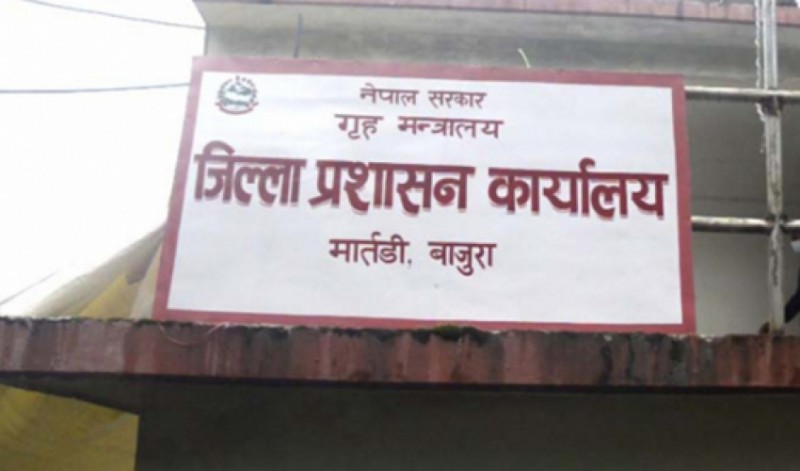 नेपाल सरकार
गृह मन्त्रालय
जिल्ला प्रशासन कार्यालय
मार्तडी, बाजुरा